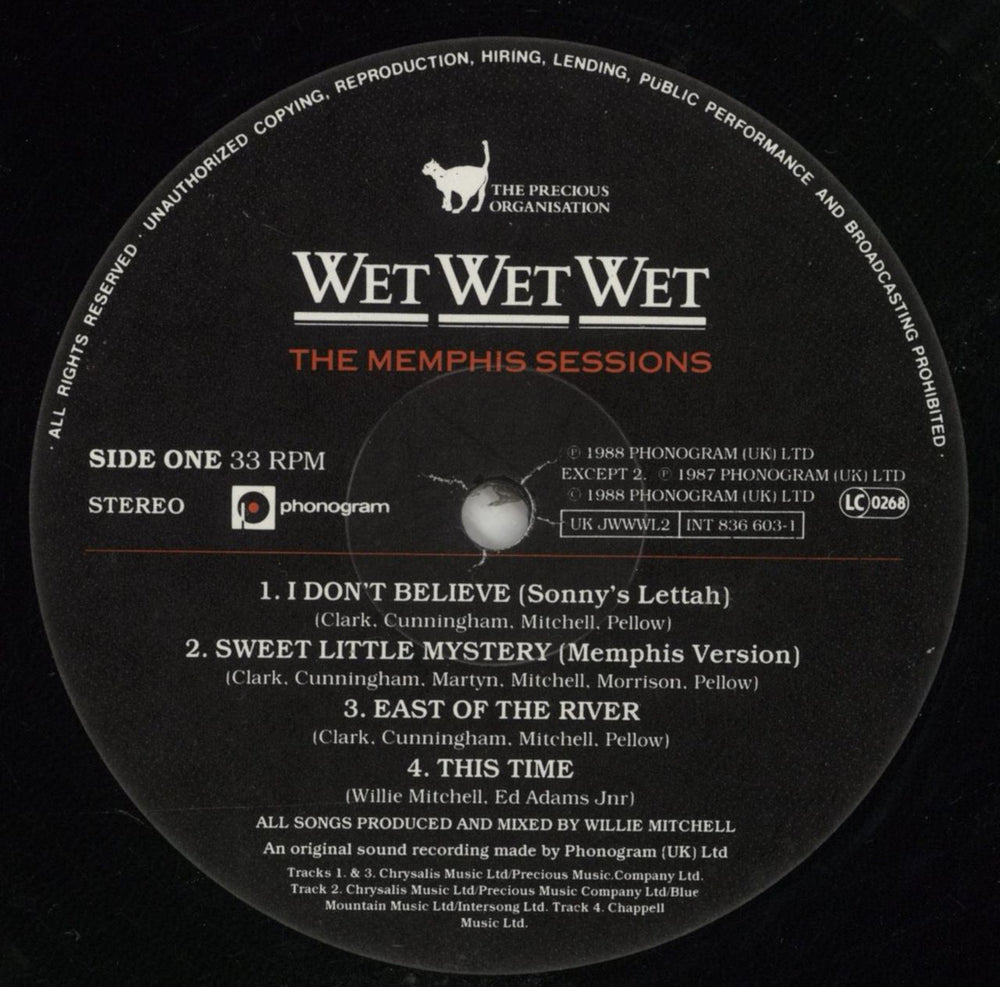 · ALL RIGHTS RESERVED · UNAUTHORIZED COPYING, REPRODUCTION, HIRING, LENDING, PUBLIC PERFORMANCE AND BROADCASTING PROHIBITED ·
THE PRECIOUS
ORGANISATION
WET WET WET
THE MEMPHIS SESSIONS
SIDE ONE 33 RPM
STEREO
phonogram
℗ 1988 PHONOGRAM (UK) LTD
EXCEPT 2. ℗ 1987 PHONOGRAM (UK) LTD
© 1988 PHONOGRAM (UK) LTD
LC 0268
UK JWWWL2 INT 836 603-1
1. I DON'T BELIEVE (Sonny's Lettah)
(Clark, Cunningham, Mitchell, Pellow)
2. SWEET LITTLE MYSTERY (Memphis Version)
(Clark, Cunningham, Martyn, Mitchell, Morrison, Pellow)
3. EAST OF THE RIVER
(Clark, Cunningham, Mitchell, Pellow)
4. THIS TIME
(Willie Mitchell, Ed Adams Jnr)
ALL SONGS PRODUCED AND MIXED BY WILLIE MITCHELL
An original sound recording made by Phonogram (UK) Ltd
Tracks 1. & 3. Chrysalis Music Ltd/Precious Music.Company Ltd.
Track 2. Chrysalis Music Ltd/Precious Music Company Ltd/Blue
Mountain Music Ltd/Intersong Ltd. Track 4. Chappell
Music Ltd.